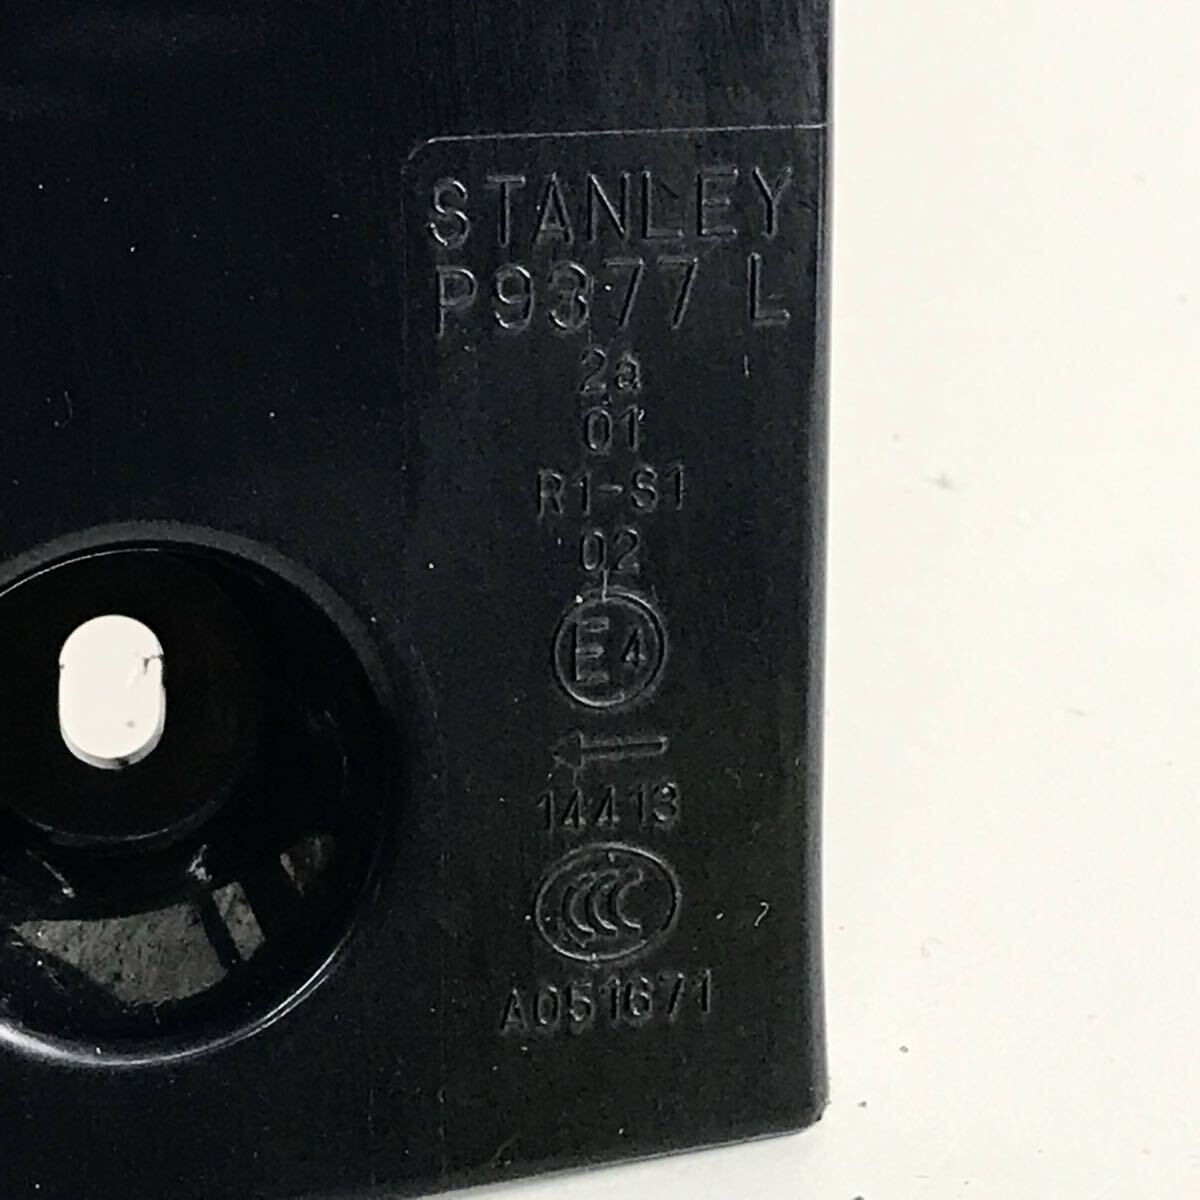 STANLEY
P9377 L
2a
01
R1-S1
02
E4
14413
CCC
A051671